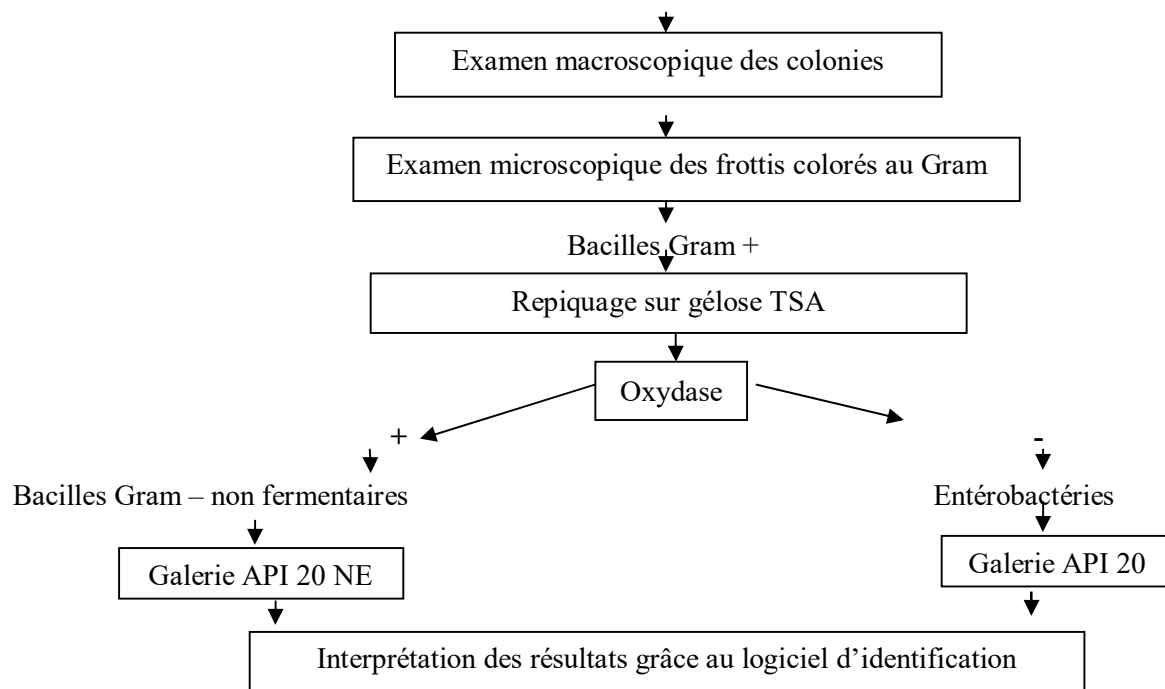 Examen macroscopique des colonies
Examen microscopique des frottis colorés au Gram
Bacilles Gram +
Repiquage sur gélose TSA
Oxydase
+
-
Bacilles Gram – non fermentaires
Entérobactéries
Galerie API 20 NE
Galerie API 20
Interprétation des résultats grâce au logiciel d’identification